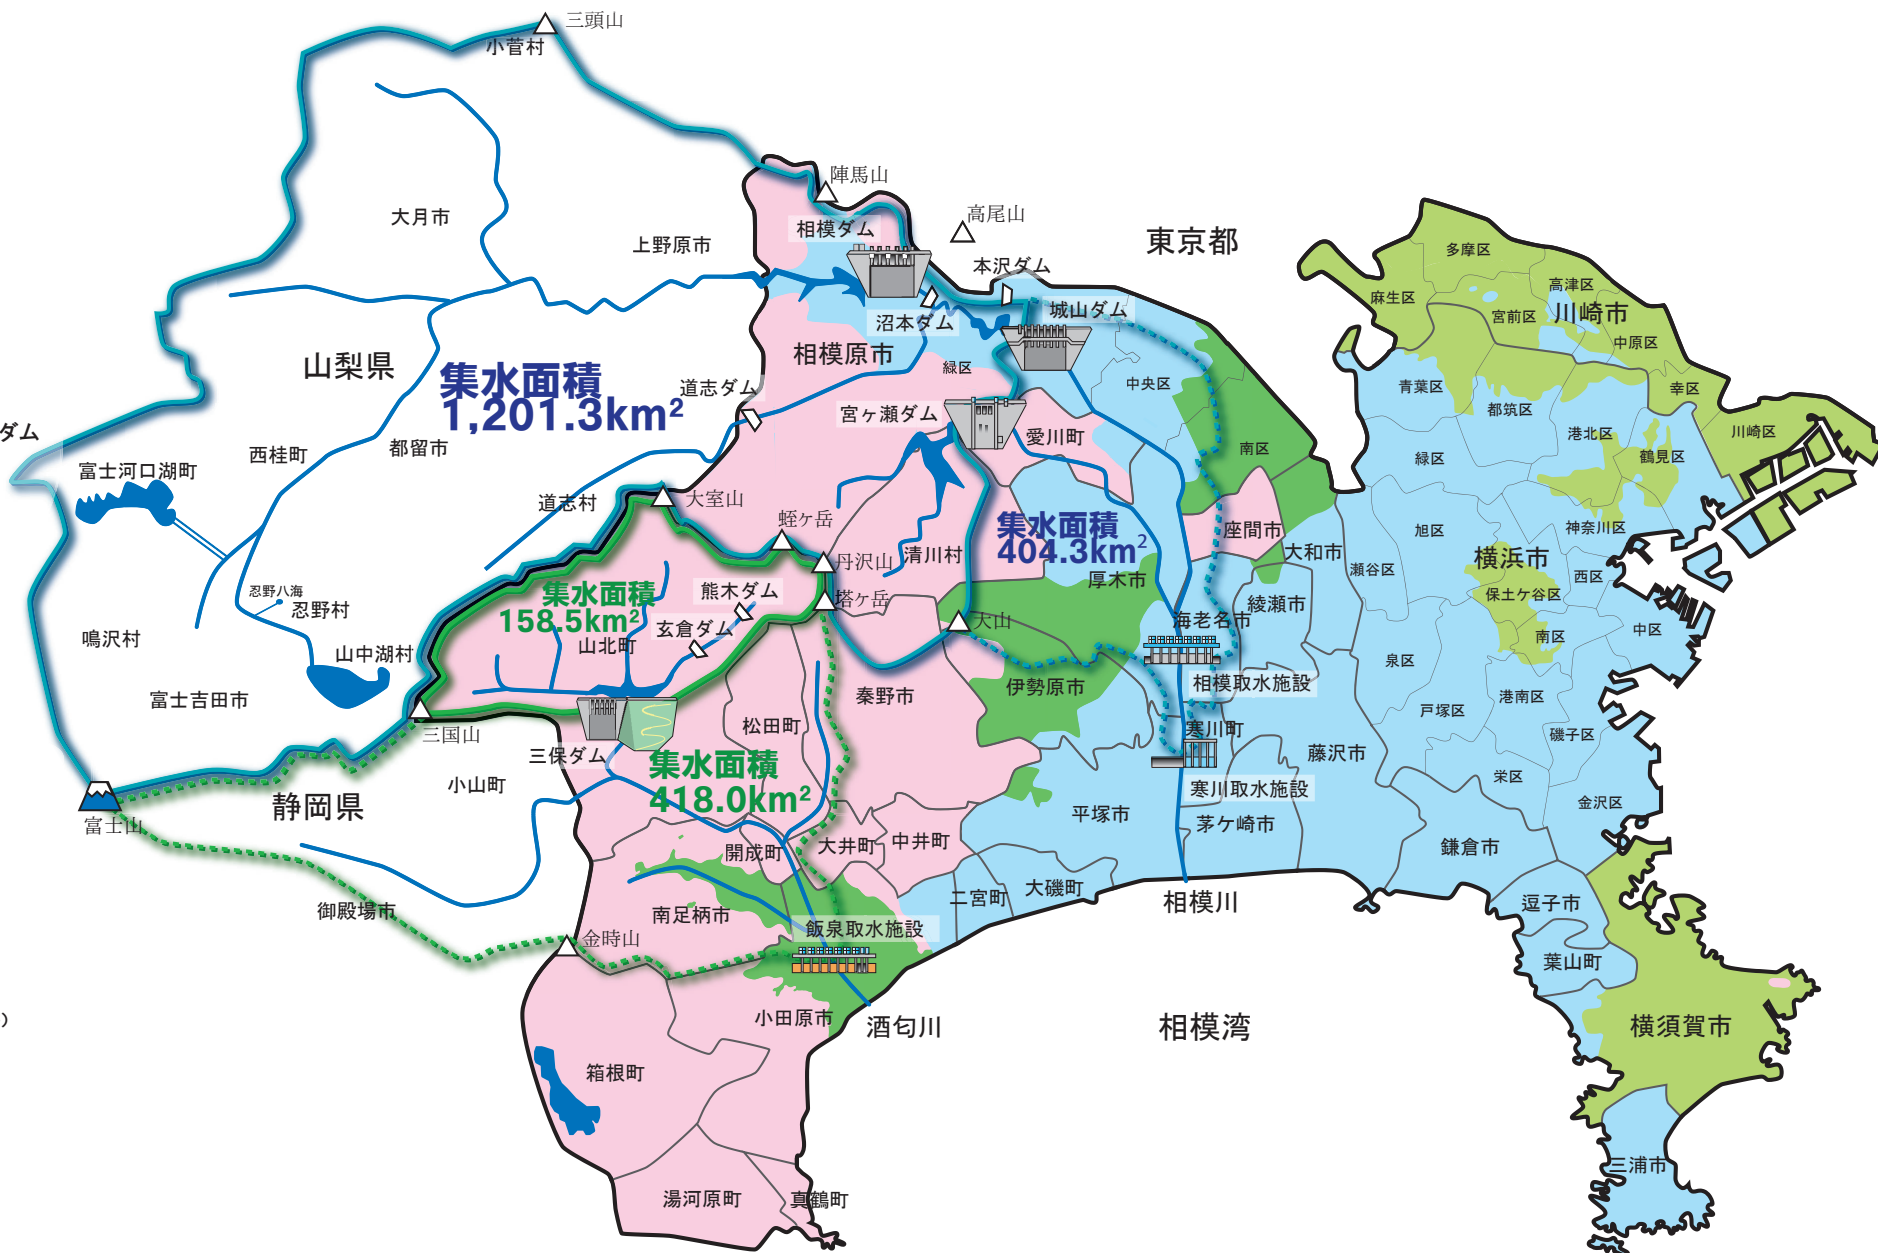 三頭山
小菅村
陣馬山
高尾山
大月市
上野原市
相模ダム
東京都
本沢ダム
多摩区
麻生区
高津区
宮前区
川崎市
中原区
城山ダム
沼本ダム
相模原市
緑区
中央区
山梨県
集水面積
1,201.3km²
道志ダム
宮ヶ瀬ダム
愛川町
青葉区
都筑区
幸区
港北区
川崎区
ダム
富士河口湖町
西桂町
都留市
南区
緑区
鶴見区
道志村
大室山
蛭ケ岳
集水面積
404.3km²
座間市
大和市
旭区
神奈川区
横浜市
丹沢山
清川村
厚木市
瀬谷区
西区
忍野八海
忍野村
集水面積
158.5km²
熊木ダム
塔ケ岳
大山
綾瀬市
保土ケ谷区
海老名市
玄倉ダム
山北町
鳴沢村
山中湖村
南区
中区
泉区
富士吉田市
秦野市
伊勢原市
相模取水施設
港南区
戸塚区
三国山
松田町
寒川町
磯子区
三保ダム
藤沢市
集水面積
418.0km²
小山町
静岡県
栄区
寒川取水施設
金沢区
富士山
平塚市
茅ケ崎市
開成町
大井町
中井町
鎌倉市
御殿場市
南足柄市
二宮町
大磯町
相模川
逗子市
金時山
飯泉取水施設
葉山町
)
小田原市
酒匂川
相模湾
横須賀市
箱根町
三浦市
湯河原町
真鶴町